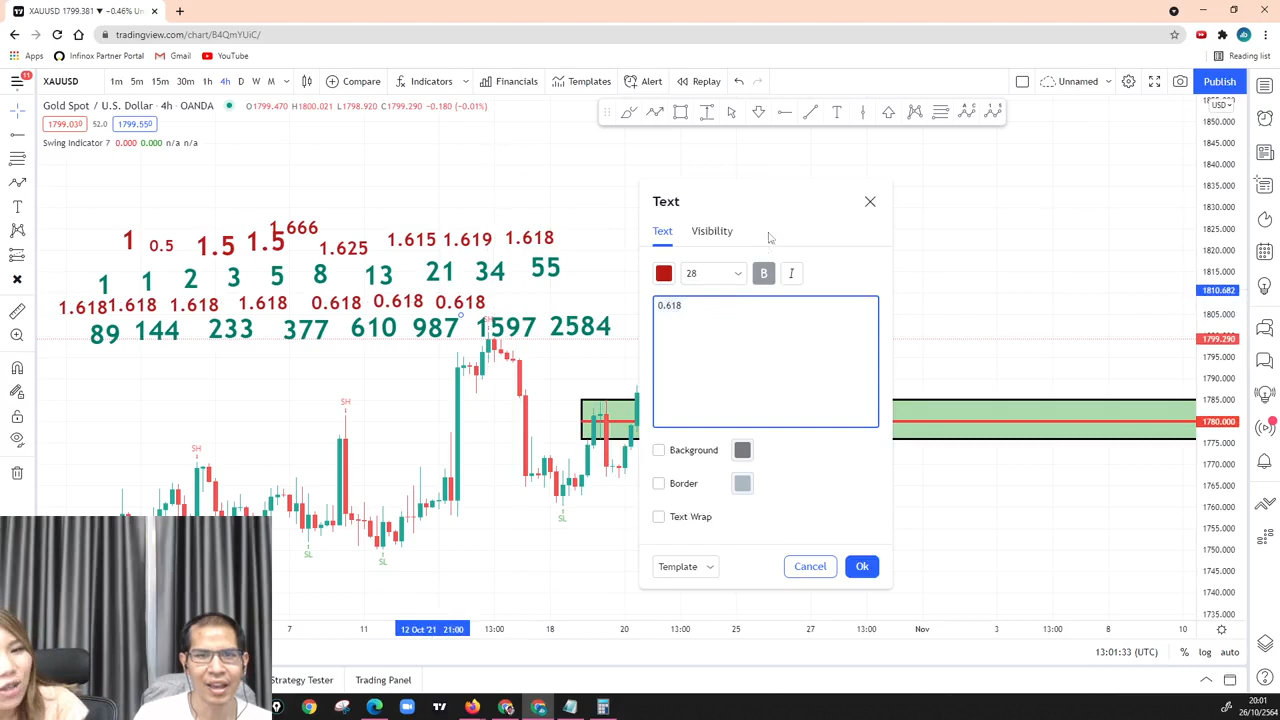 XAUUSD 1799.381 ▼ −0.46% Un
tradingview.com/chart/B4QmYUiC/
Apps Infinox Partner Portal Gmail YouTube Reading list
11
XAUUSD 1m 5m 15m 30m 1h 4h D W M Compare Indicators Financials Templates Alert Replay Unnamed Publish
Gold Spot / U.S. Dollar · 4h · OANDA O1799.470 H1800.021 L1798.920 C1799.290 −0.180 (−0.01%)
USD
1799.030 52.0 1799.550
Swing Indicator 7 0.000 0.000 n/a n/a
1850.000
1845.000
1840.000
1835.000
1830.000
1825.000
1820.000
1815.000
1810.682
1805.000
1799.290
1795.000
1790.000
1785.000
1780.000
1775.000
1770.000
1765.000
1760.000
1755.000
1750.000
1745.000
1740.000
1735.000
1 0.5 1.5 1.5 1.666 1.625 1.615 1.619 1.618
1 1 2 3 5 8 13 21 34 55
1.618 1.618 1.618 1.618 0.618 0.618 0.618
89 144 233 377 610 987 1597 2584
SH
SH
SH
SL
SL
SL
Text
Text Visibility
28 B I
0.618
Background
Border
Text Wrap
Template Cancel Ok
7 11 12 Oct '21 21:00 13:00 18 20 13:00 25 27 13:00 Nov 3 13:00 8 10
13:01:33 (UTC) % log auto
Strategy Tester Trading Panel
20:01
26/10/2564